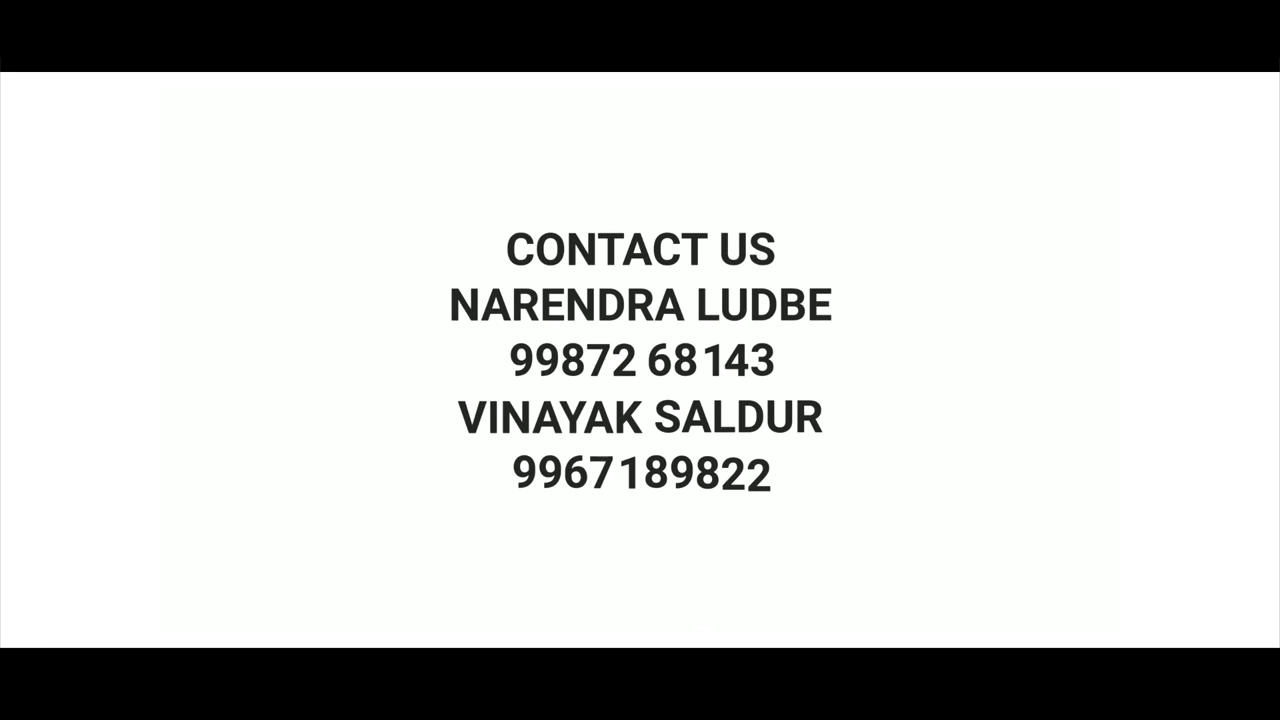 CONTACT US
NARENDRA LUDBE
99872 68143
VINAYAK SALDUR
9967189822